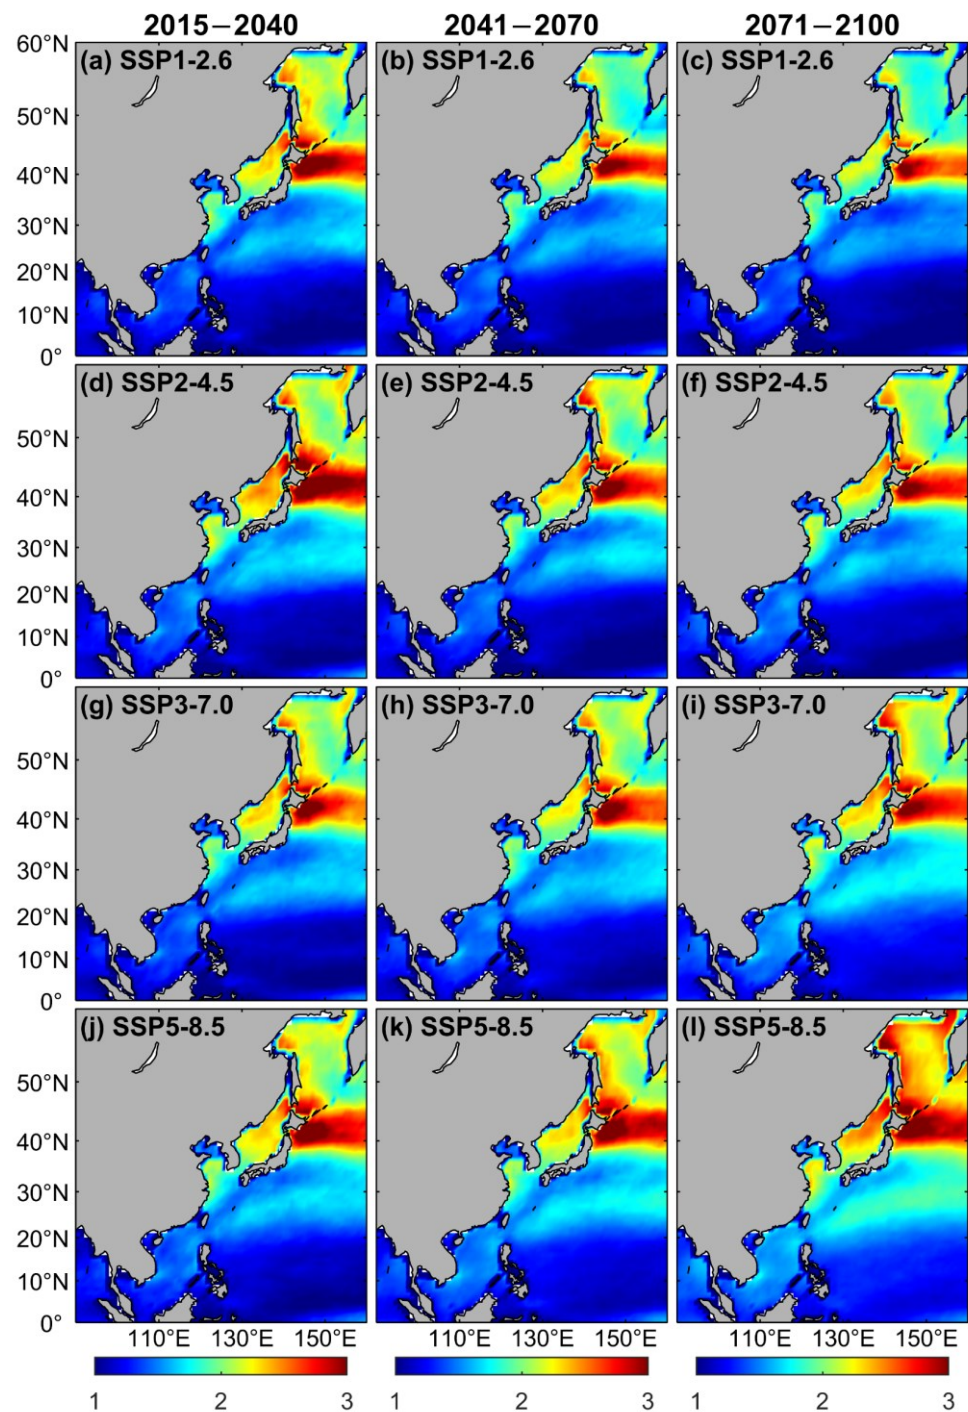 2015−2040 2041−2070 2071−2100
60°N (a) SSP1-2.6 (b) SSP1-2.6 (c) SSP1-2.6
50°N
40°N
30°N
20°N
10°N
0°
(d) SSP2-4.5 (e) SSP2-4.5 (f) SSP2-4.5
50°N
40°N
30°N
20°N
10°N
0°
(g) SSP3-7.0 (h) SSP3-7.0 (i) SSP3-7.0
50°N
40°N
30°N
20°N
10°N
0°
(j) SSP5-8.5 (k) SSP5-8.5 (l) SSP5-8.5
50°N
40°N
30°N
20°N
10°N
0°
110°E 130°E 150°E 110°E 130°E 150°E 110°E 130°E 150°E
1 2 3 1 2 3 1 2 3